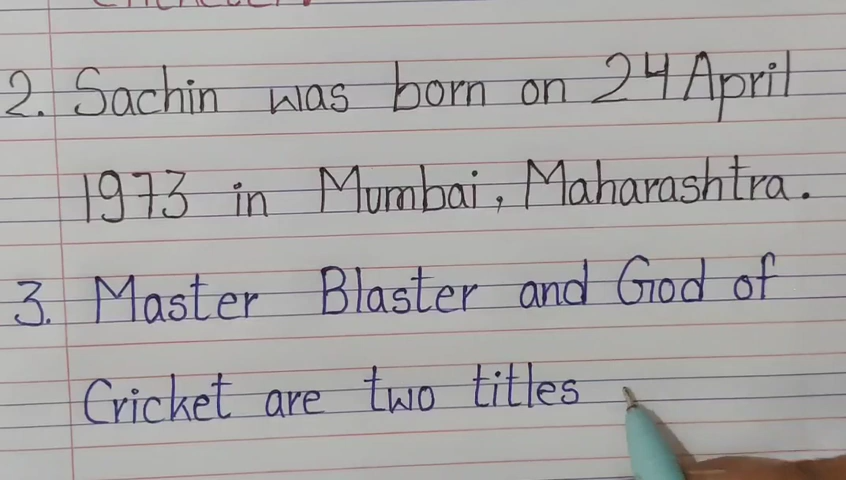 2. Sachin was born on 24 April
1973 in Mumbai, Maharashtra.
3. Master Blaster and God of
Cricket are two titles